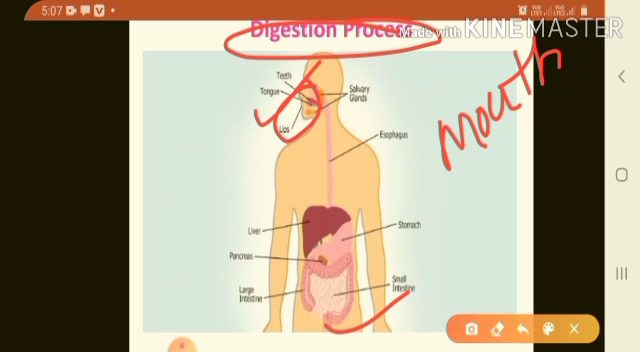 5:07
Made with KINEMASTER
Digestion Process
mouth
Teeth
Tongue
Salivary
Glands
Lips
Esophagus
Liver
Stomach
Pancreas
Small
Intestine
Large
Intestine